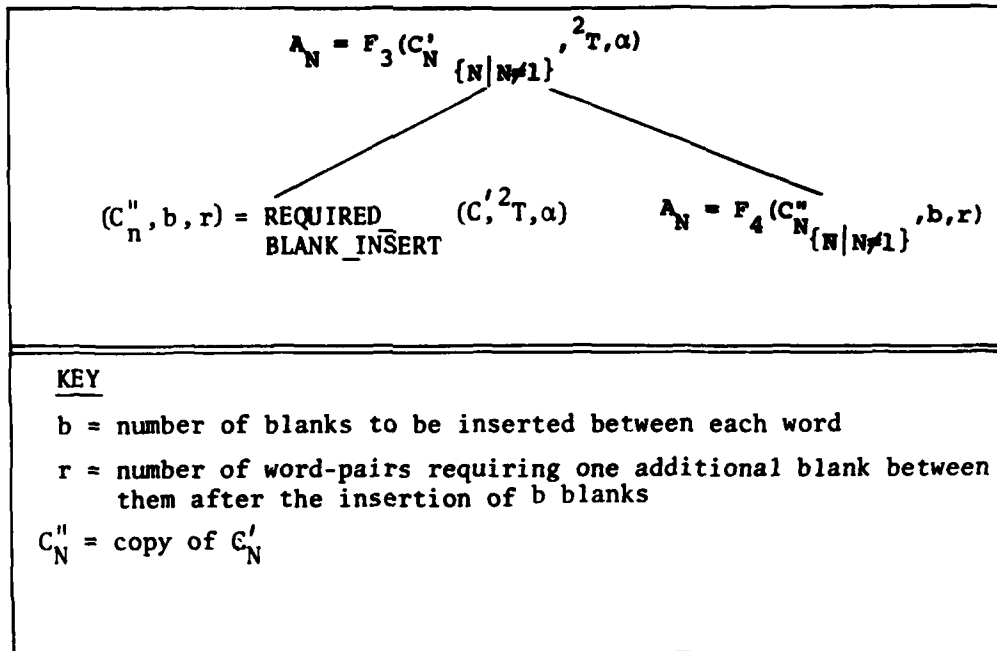 A_N = F_3(C'_N {N|N≠1} , ²T,α)
(C"_n, b, r) = REQUIRED_ BLANK_INSERT (C,'²T,α)
A_N = F_4(C"_N {N|N≠1} ,b,r)
KEY
b = number of blanks to be inserted between each word
r = number of word-pairs requiring one additional blank between
them after the insertion of b blanks
C"_N = copy of C'_N